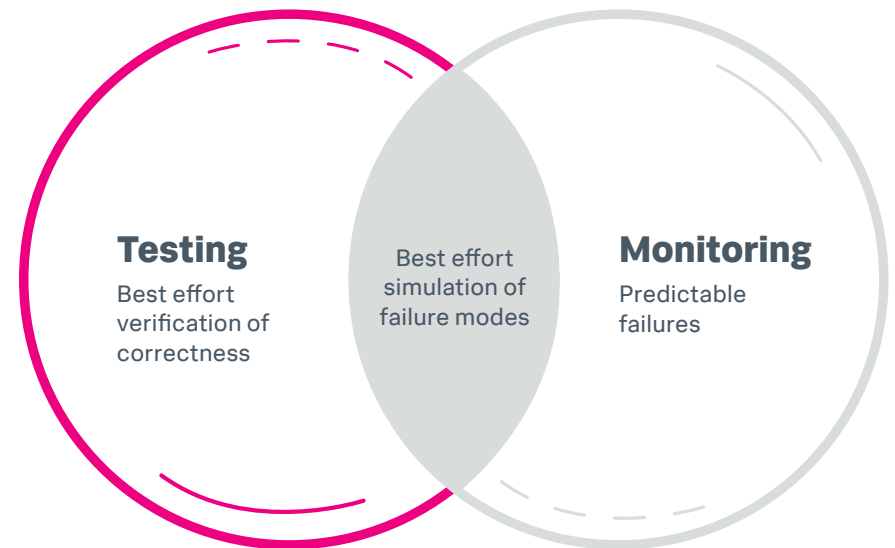 Testing
Best effort
verification of
correctness
Best effort
simulation of
failure modes
Monitoring
Predictable
failures